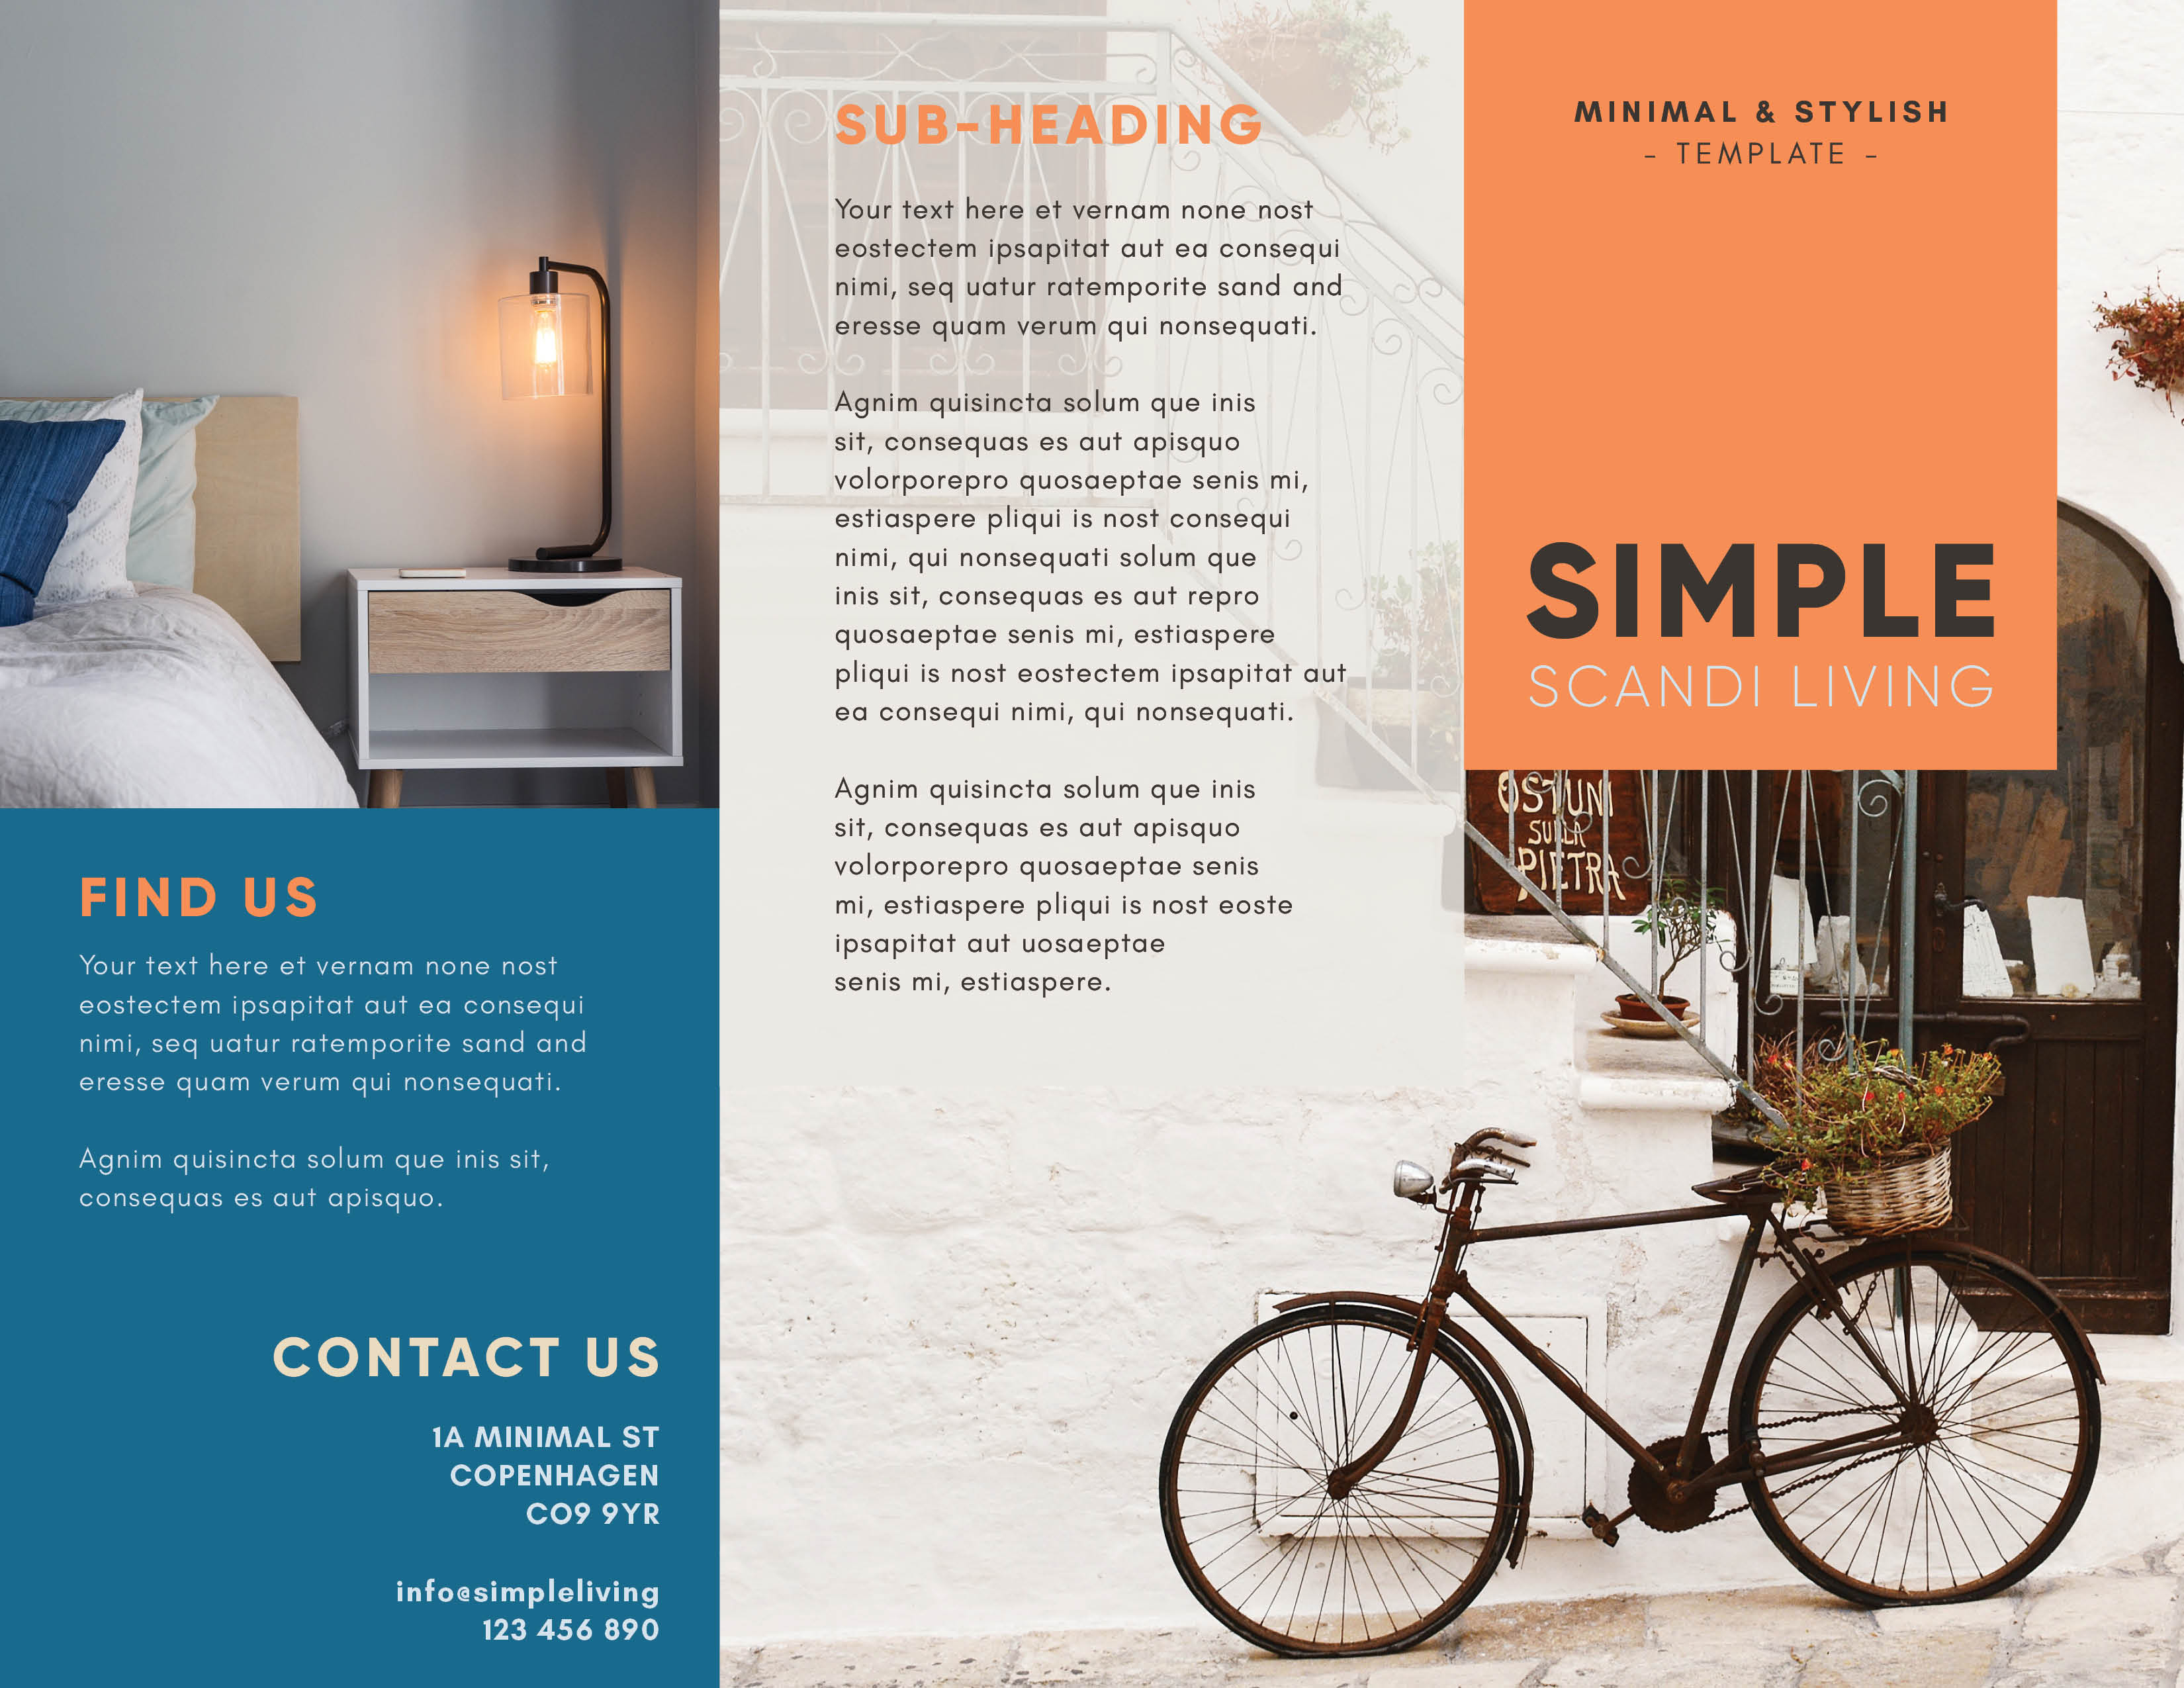 FIND US
Your text here et vernam none nost
eostectem ipsapitat aut ea consequi
nimi, seq uatur ratemporite sand and
eresse quam verum qui nonsequati.
Agnim quisincta solum que inis sit,
consequas es aut apisquo.
CONTACT US
1A MINIMAL ST
COPENHAGEN
CO9 9YR
info@simpleliving
123 456 890
SUB-HEADING
Your text here et vernam none nost
eostectem ipsapitat aut ea consequi
nimi, seq uatur ratemporite sand and
eresse quam verum qui nonsequati.
Agnim quisincta solum que inis
sit, consequas es aut apisquo
volorporepro quosaeptae senis mi,
estiaspere pliqui is nost consequi
nimi, qui nonsequati solum que
inis sit, consequas es aut repro
quosaeptae senis mi, estiaspere
pliqui is nost eostectem ipsapitat aut
ea consequi nimi, qui nonsequati.
Agnim quisincta solum que inis
sit, consequas es aut apisquo
volorporepro quosaeptae senis
mi, estiaspere pliqui is nost eoste
ipsapitat aut uosaeptae
senis mi, estiaspere.
MINIMAL & STYLISH
- TEMPLATE -
SIMPLE
SCANDI LIVING
OSTUNI
SULLA
PIETRA